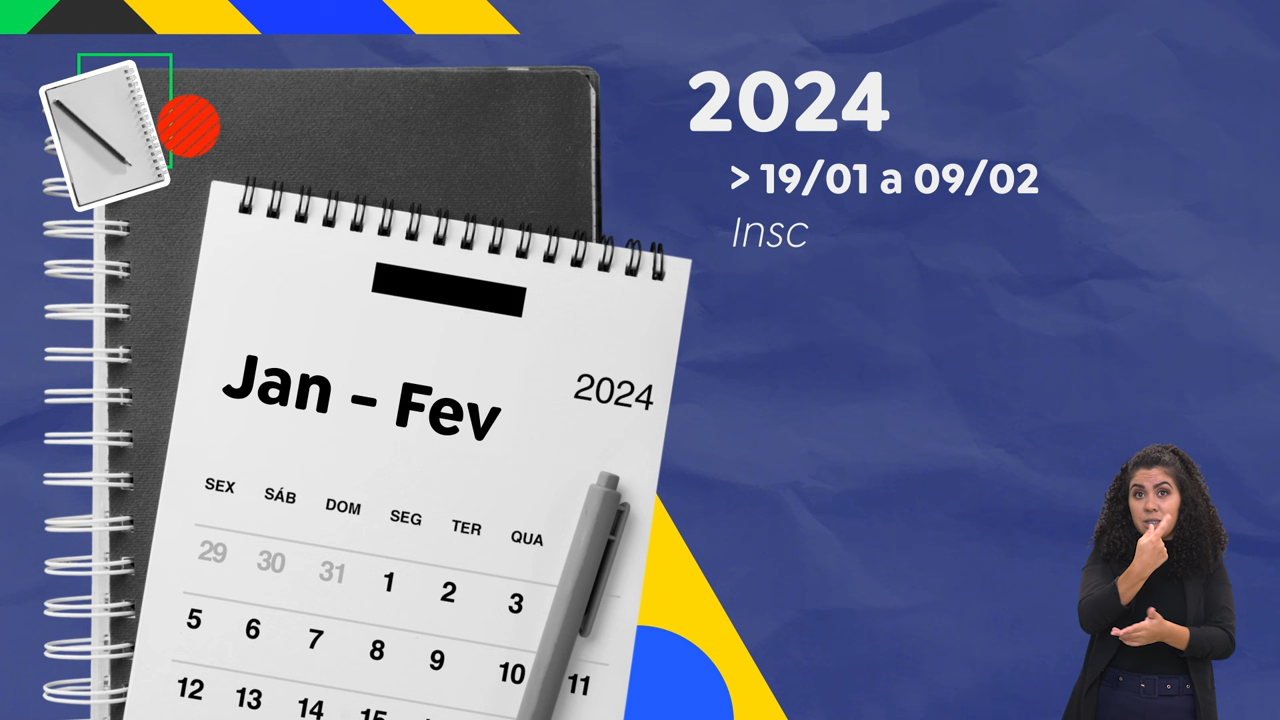 2024
> 19/01 a 09/02
Insc
Jan – Fev
2024
SEX SÁB DOM SEG TER QUA
29 30 31 1 2 3
5 6 7 8 9 10 11
12 13 14 15